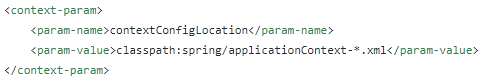 <context-param>
    <param-name>contextConfigLocation</param-name>
    <param-value>classpath:spring/applicationContext-*.xml</param-value>
</context-param>